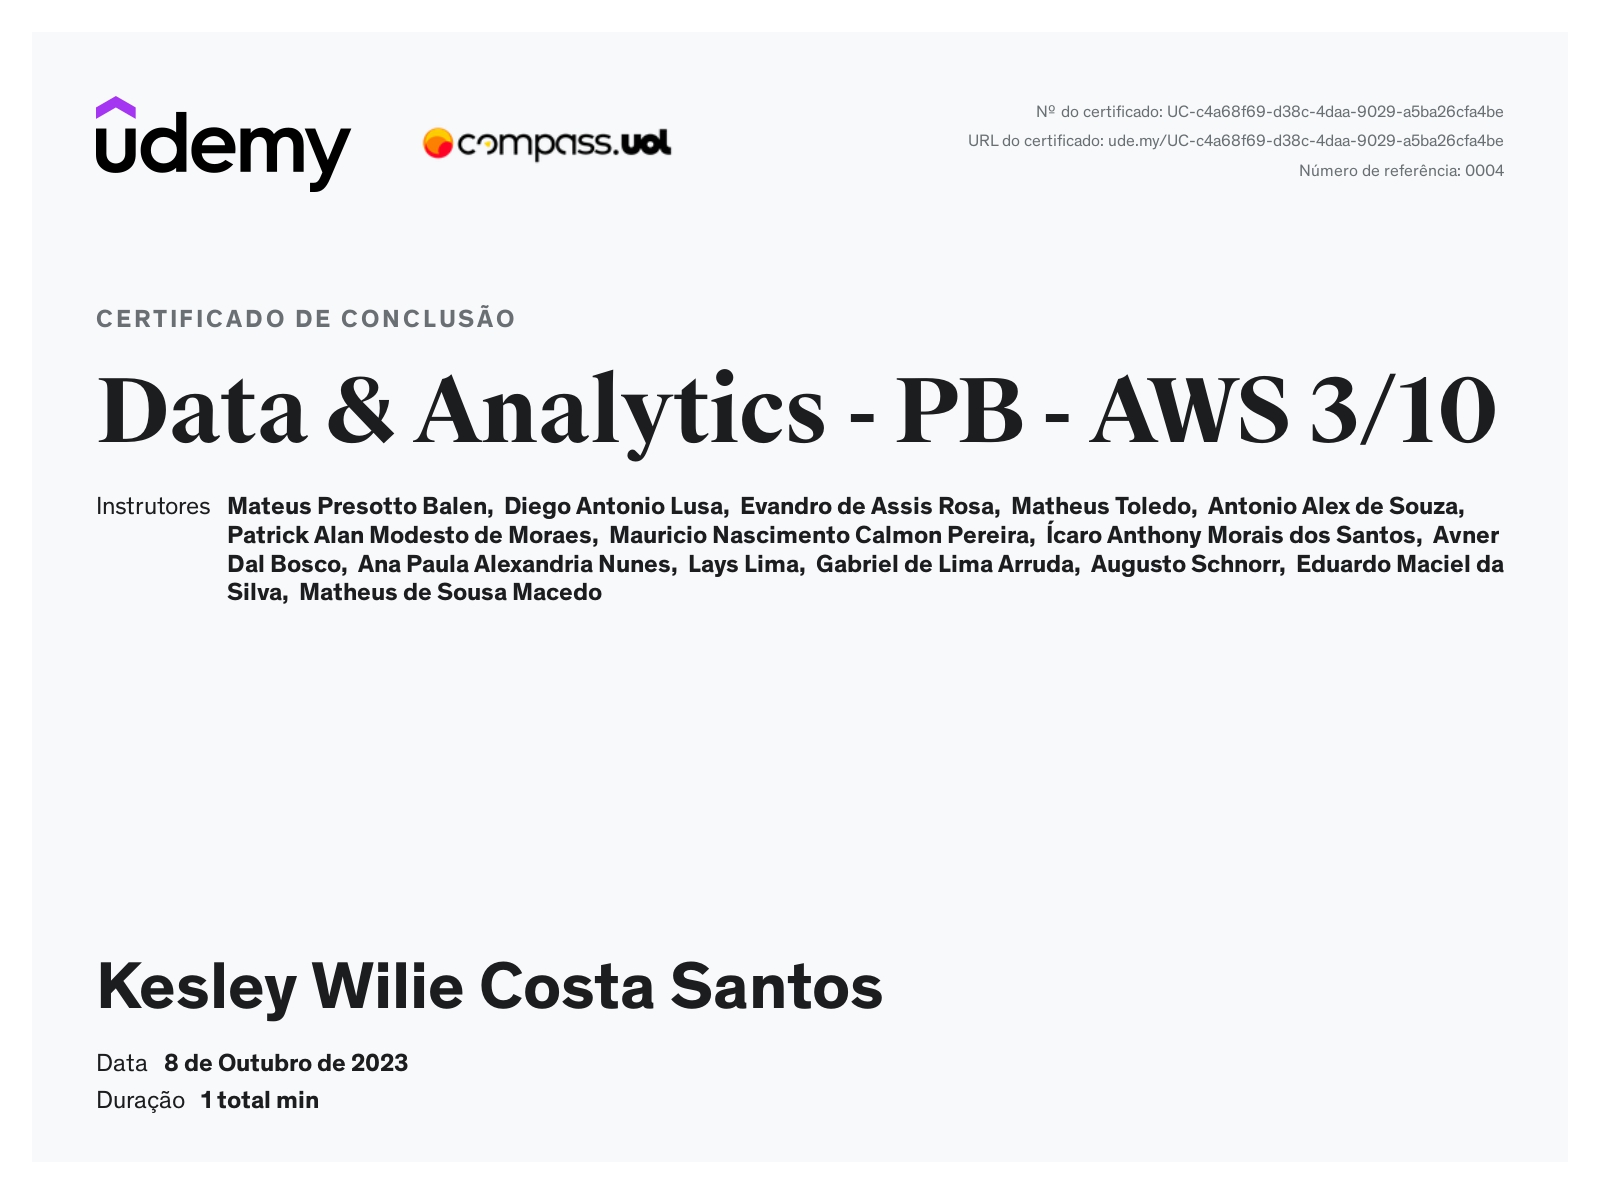 udemy
compass.uol
Nº do certificado: UC-c4a68f69-d38c-4daa-9029-a5ba26cfa4be
URL do certificado: ude.my/UC-c4a68f69-d38c-4daa-9029-a5ba26cfa4be
Número de referência: 0004
CERTIFICADO DE CONCLUSÃO
Data & Analytics - PB - AWS 3/10
Instrutores Mateus Presotto Balen, Diego Antonio Lusa, Evandro de Assis Rosa, Matheus Toledo, Antonio Alex de Souza,
Patrick Alan Modesto de Moraes, Mauricio Nascimento Calmon Pereira, Ícaro Anthony Morais dos Santos, Avner
Dal Bosco, Ana Paula Alexandria Nunes, Lays Lima, Gabriel de Lima Arruda, Augusto Schnorr, Eduardo Maciel da
Silva, Matheus de Sousa Macedo
Kesley Wilie Costa Santos
Data 8 de Outubro de 2023
Duração 1 total min